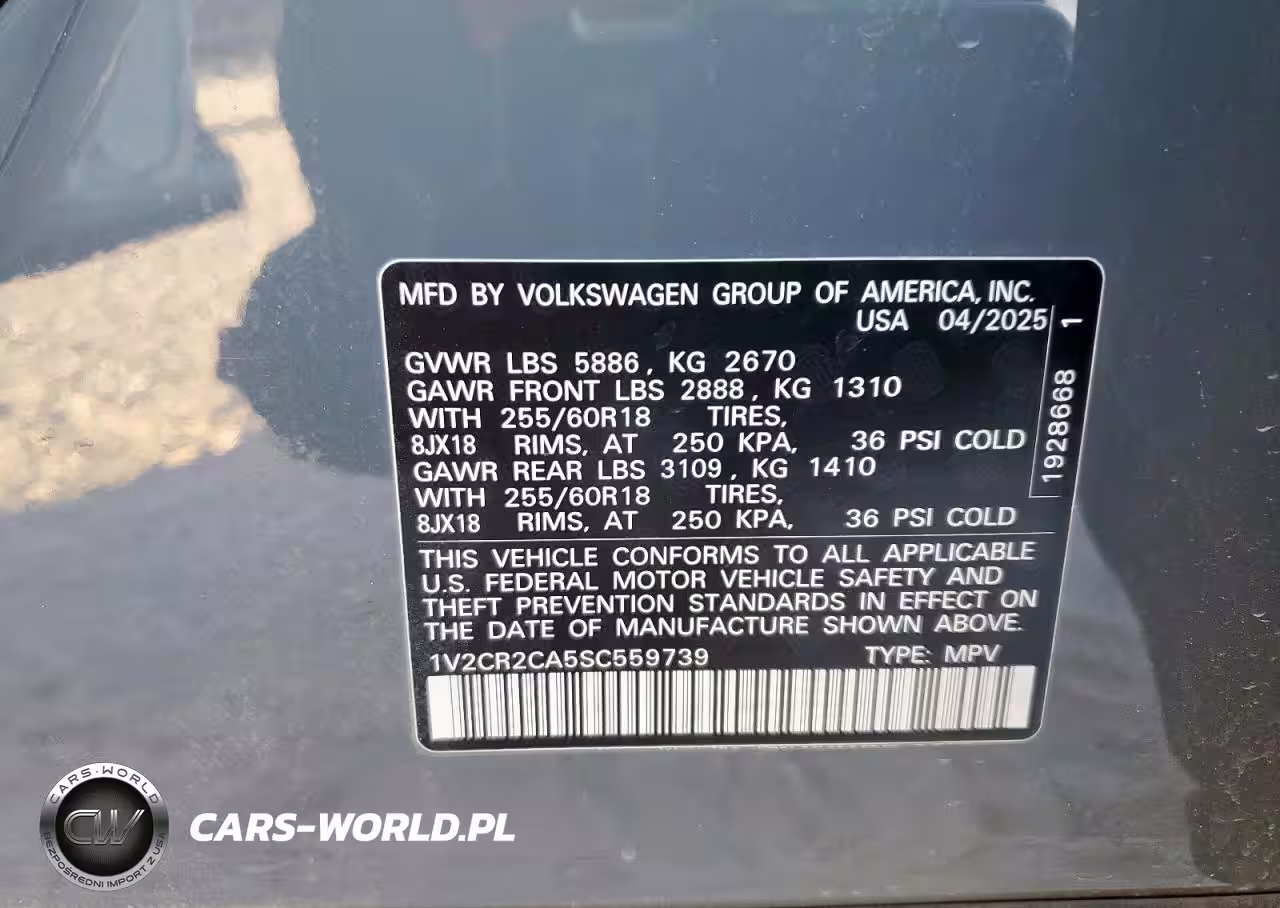 MFD BY VOLKSWAGEN GROUP OF AMERICA, INC.
USA 04/2025
GVWR LBS 5886, KG 2670
GAWR FRONT LBS 2888, KG 1310
WITH 255/60R18 TIRES,
8JX18 RIMS, AT 250 KPA, 36 PSI COLD
GAWR REAR LBS 3109, KG 1410
WITH 255/60R18 TIRES,
8JX18 RIMS, AT 250 KPA, 36 PSI COLD
1928668 1
THIS VEHICLE CONFORMS TO ALL APPLICABLE
U.S. FEDERAL MOTOR VEHICLE SAFETY AND
THEFT PREVENTION STANDARDS IN EFFECT ON
THE DATE OF MANUFACTURE SHOWN ABOVE.
1V2CR2CA5SC559739 TYPE: MPV
CARS-WORLD
CW
BEZPOŚREDNI IMPORT Z USA
CARS-WORLD.PL